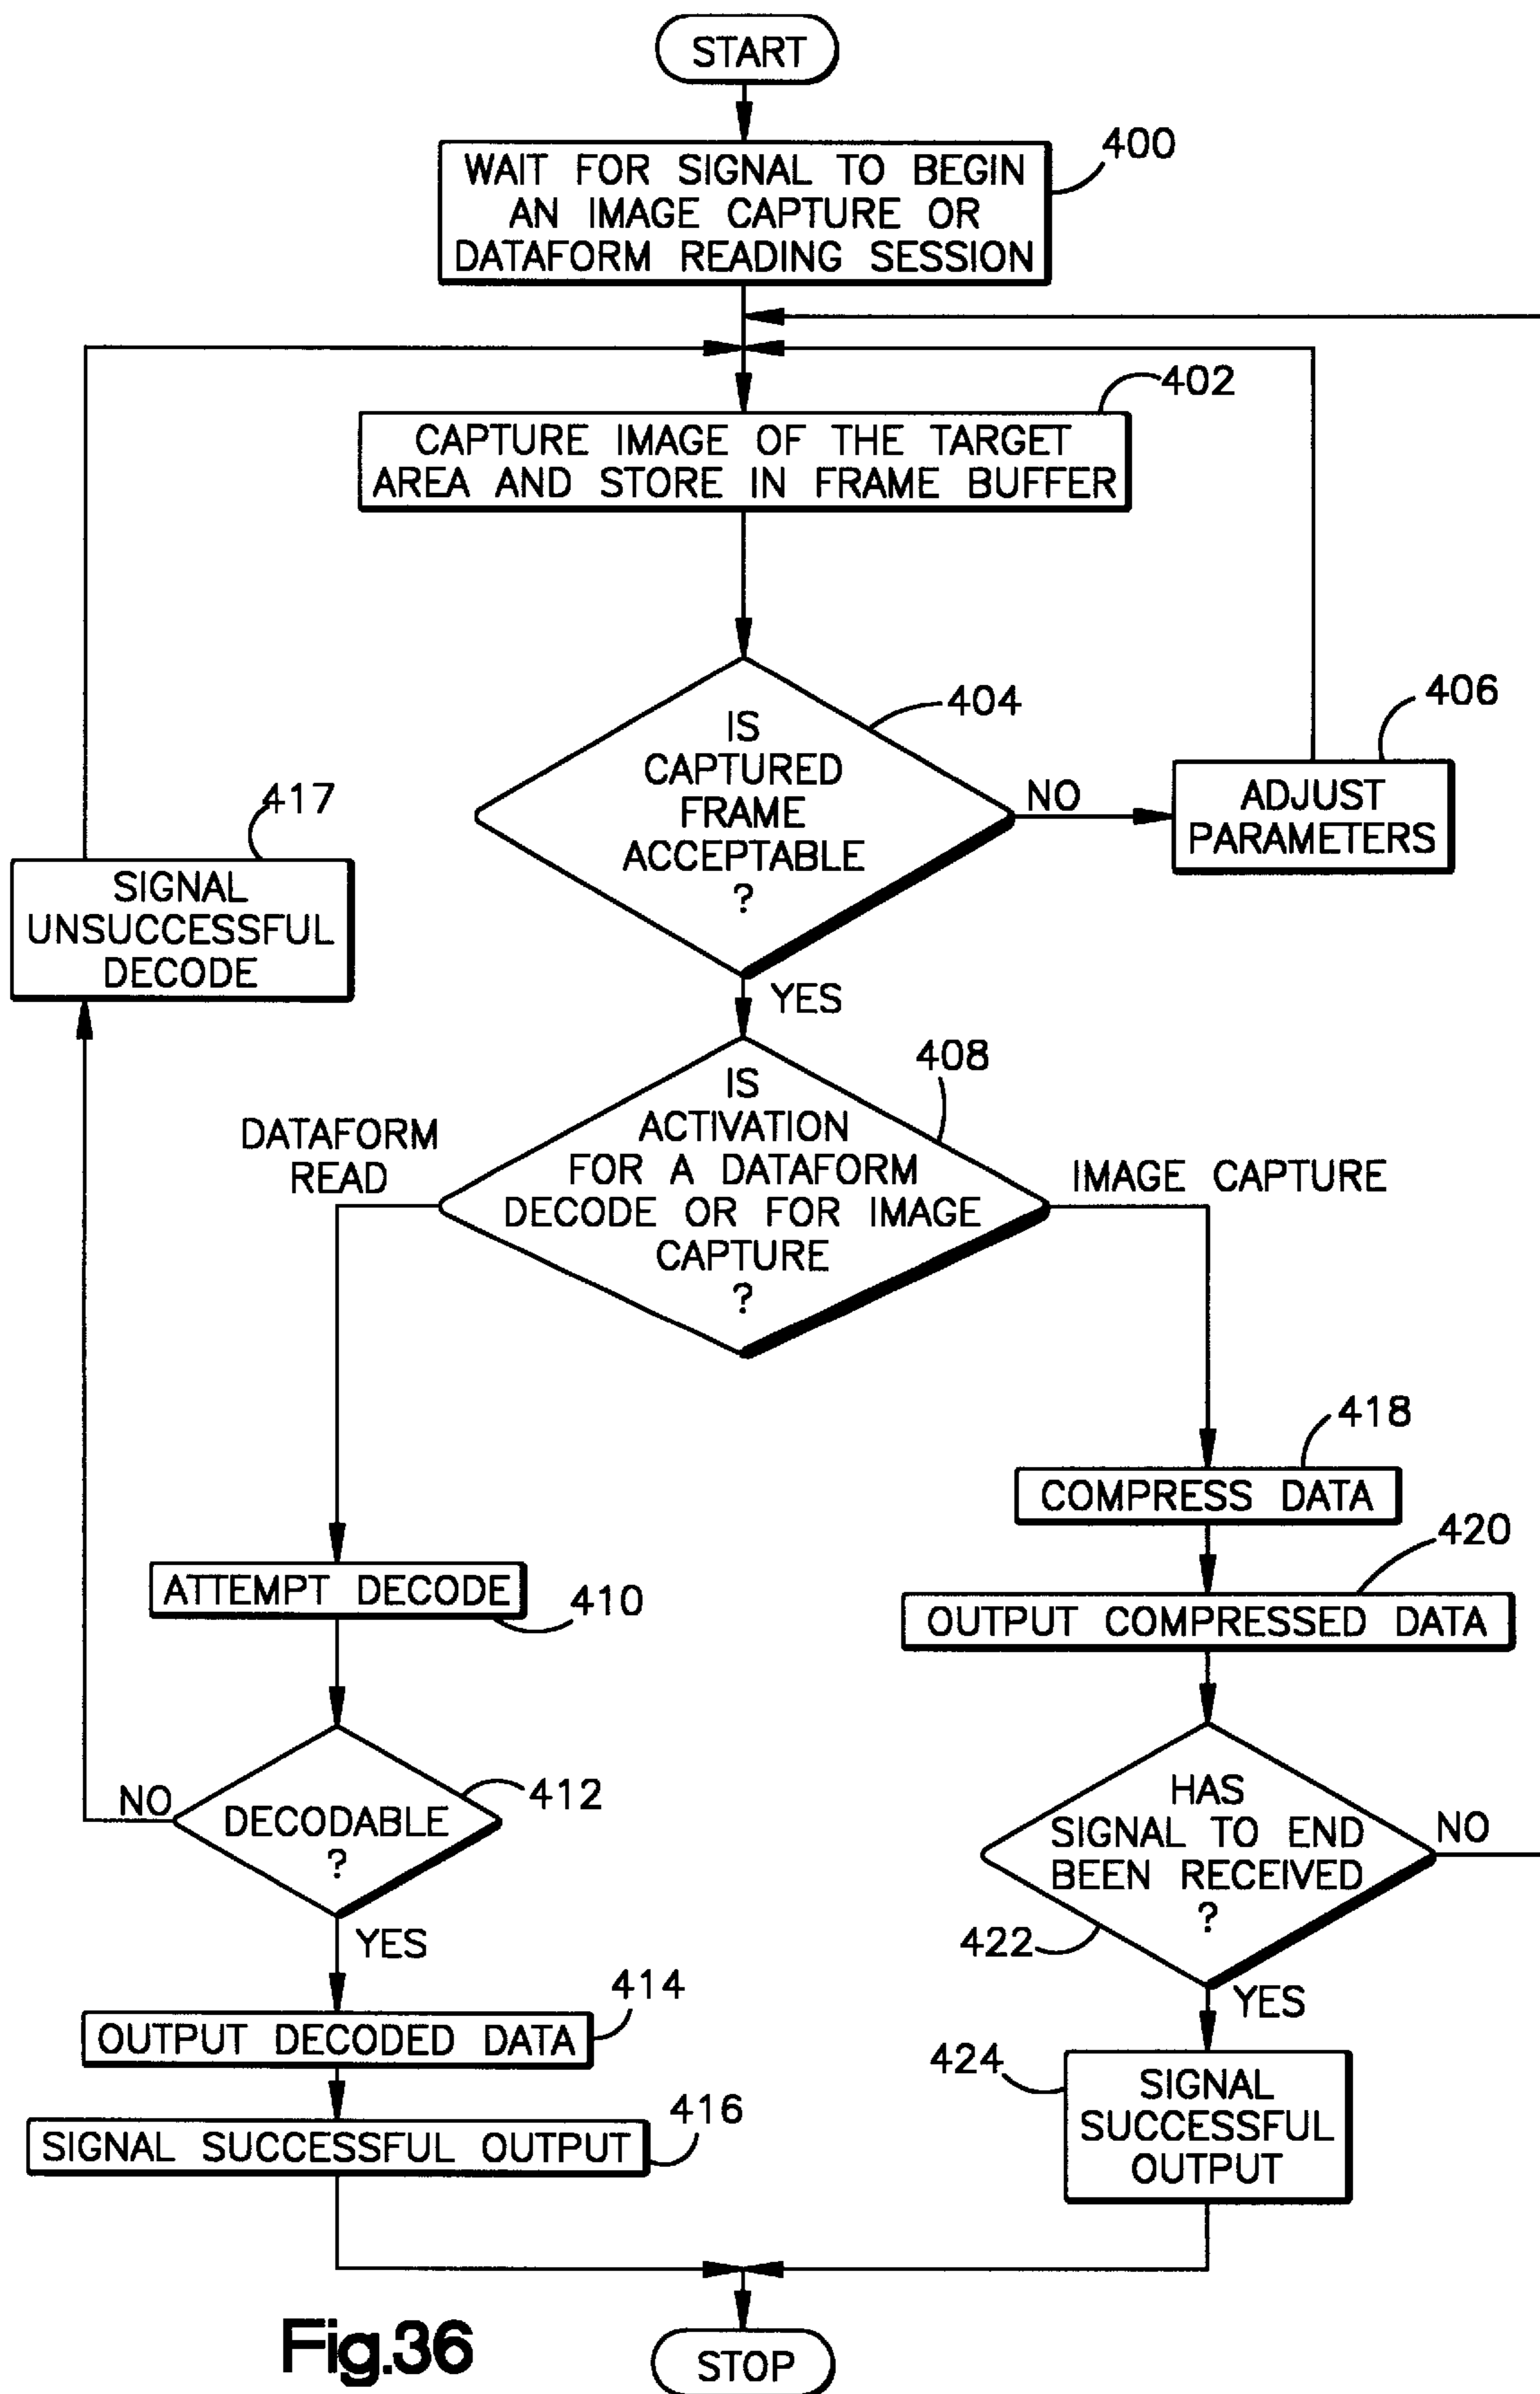 START
400
WAIT FOR SIGNAL TO BEGIN
AN IMAGE CAPTURE OR
DATAFORM READING SESSION
402
CAPTURE IMAGE OF THE TARGET
AREA AND STORE IN FRAME BUFFER
404
IS
CAPTURED
FRAME
ACCEPTABLE
?
NO
406
ADJUST
PARAMETERS
417
SIGNAL
UNSUCCESSFUL
DECODE
YES
408
IS
ACTIVATION
FOR A DATAFORM
DECODE OR FOR IMAGE
CAPTURE
?
DATAFORM
READ
IMAGE CAPTURE
418
COMPRESS DATA
420
OUTPUT COMPRESSED DATA
ATTEMPT DECODE
410
412
DECODABLE
?
NO
HAS
SIGNAL TO END
BEEN RECEIVED
?
NO
422
YES
YES
414
OUTPUT DECODED DATA
416
SIGNAL SUCCESSFUL OUTPUT
424
SIGNAL
SUCCESSFUL
OUTPUT
Fig.36
STOP